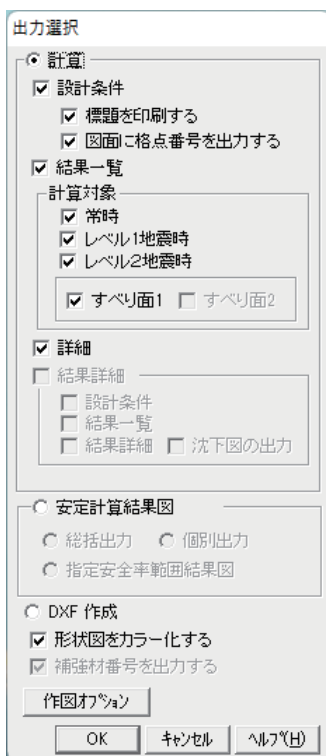 出力選択
計算
設計条件
標題を印刷する
図面に格点番号を出力する
結果一覧
計算対象
常時
レベル1地震時
レベル2地震時
すべり面1 すべり面2
詳細
結果詳細
設計条件
結果一覧
結果詳細 沈下図の出力
安定計算結果図
総括出力 個別出力
指定安全率範囲結果図
DXF 作成
形状図をカラー化する
補強材番号を出力する
作図オプション
OK キャンセル ヘルプ(H)